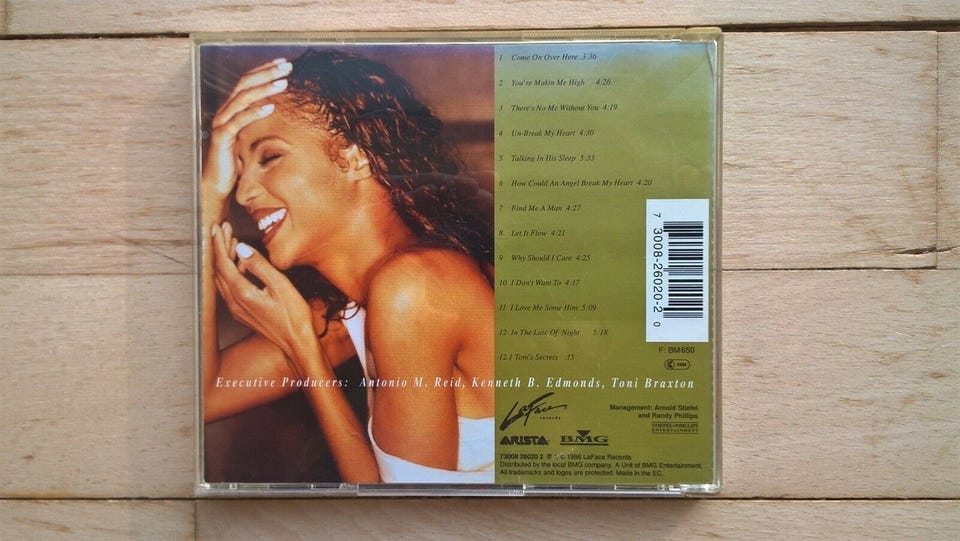 1 Come On Over Here 3:36
2 You're Makin Me High 4:26
3 There's No Me Without You 4:19
4 Un-Break My Heart 4:30
5 Talking In His Sleep 5:33
6 How Could An Angel Break My Heart 4:20
7 Find Me A Man 4:27
8 Let It Flow 4:21
9 Why Should I Care 4:25
10 I Don't Want To 4:17
11 I Love Me Some Him 5:09
12 In The Late Of Night 5:18
12.1 Toni's Secrets .15
7 73008-26020-2 0
F: BM650
Executive Producers: Antonio M. Reid, Kenneth B. Edmonds, Toni Braxton
LaFace
records
ARISTA BMG
Management: Arnold Stiefel
and Randy Phillips
STIEFEL•PHILLIPS
ENTERTAINMENT
73008 26020 2 ℗ & © 1996 LaFace Records
Distributed by the local BMG company. A Unit of BMG Entertainment.
All trademarks and logos are protected. Made in the EC.